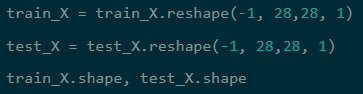 train_X = train_X.reshape(-1, 28,28, 1)
test_X = test_X.reshape(-1, 28,28, 1)
train_X.shape, test_X.shape